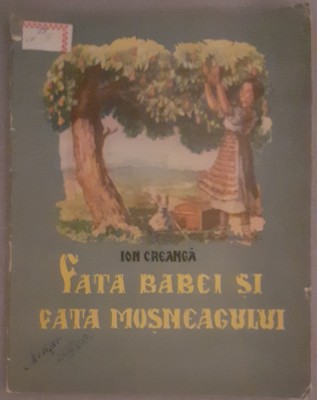 ION CREANGĂ
FATA BABEI ȘI
FATA MOȘNEAGULUI